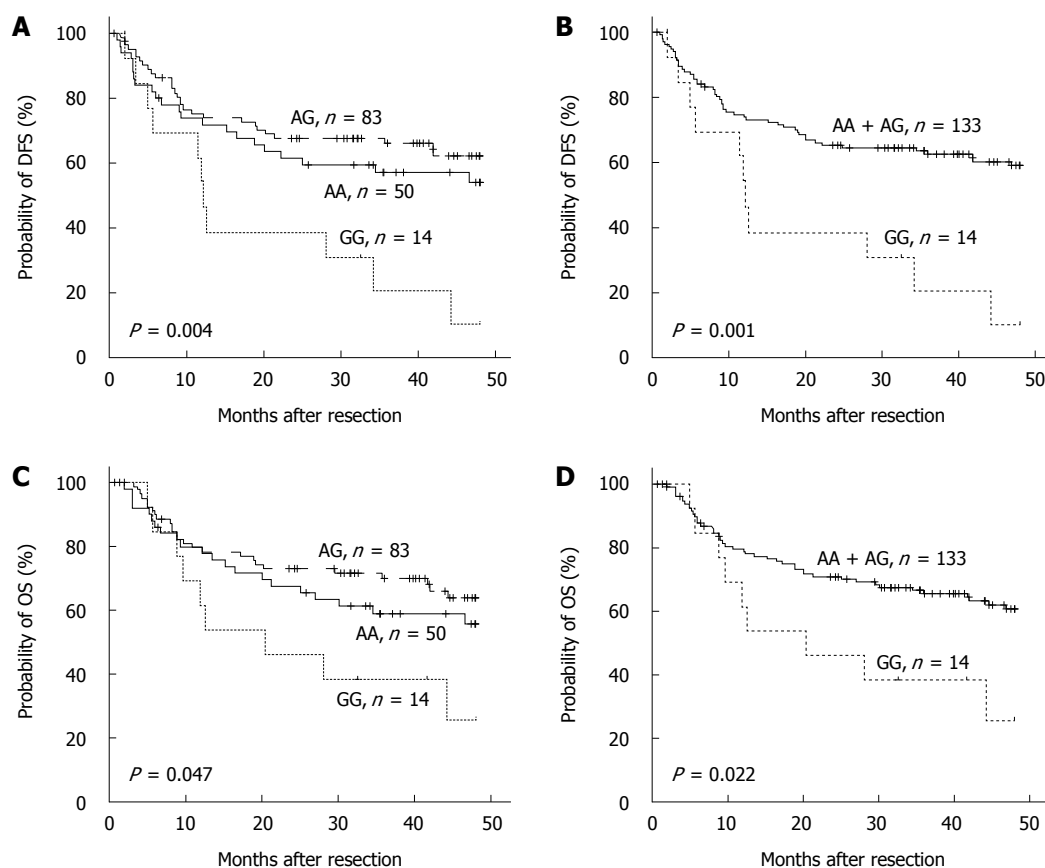 A
Probability of DFS (%)
100
80
60
40
20
0
AG, n = 83
AA, n = 50
GG, n = 14
P = 0.004
0 10 20 30 40 50
Months after resection
B
Probability of DFS (%)
100
80
60
40
20
0
AA + AG, n = 133
GG, n = 14
P = 0.001
0 10 20 30 40 50
Months after resection
C
Probability of OS (%)
100
80
60
40
20
0
AG, n = 83
AA, n = 50
GG, n = 14
P = 0.047
0 10 20 30 40 50
Months after resection
D
Probability of OS (%)
100
80
60
40
20
0
AA + AG, n = 133
GG, n = 14
P = 0.022
0 10 20 30 40 50
Months after resection